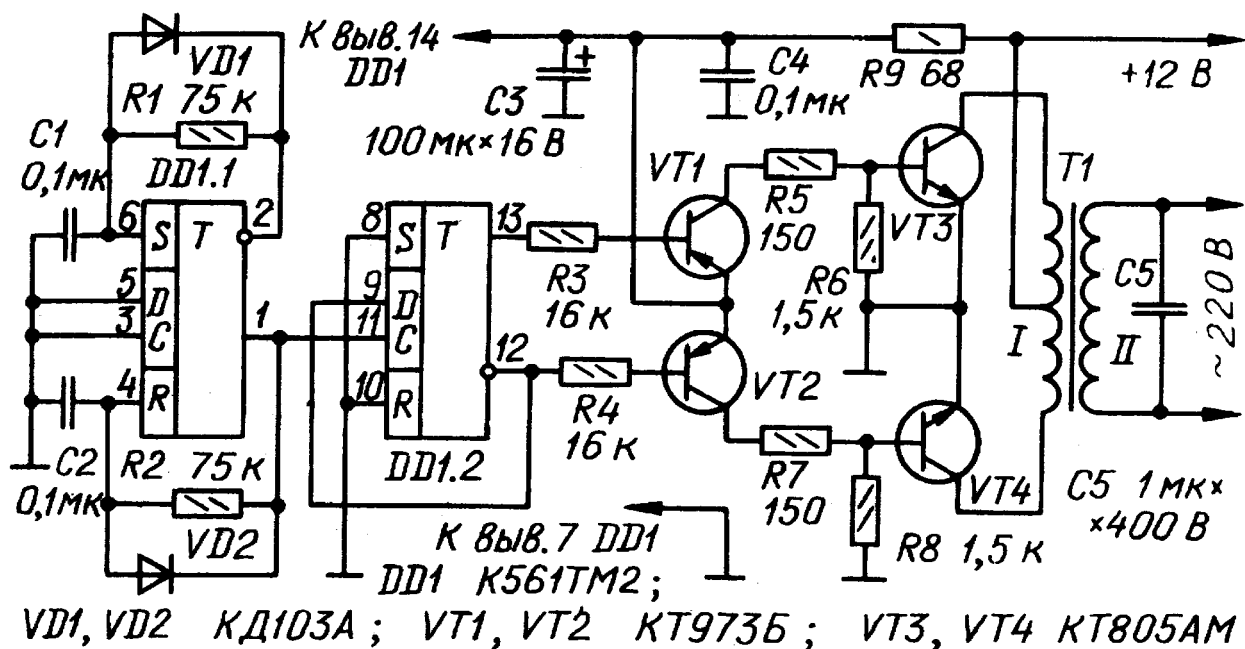 К выв.14
DD1
VD1
R1 75 к
C1
0,1мк
DD1.1
6 S T 2
5 D
3 C 1
4 R
C2
0,1мк
R2 75 к
VD2
C3
100 мк×16 В
C4
0,1мк
R9 68
+12 В
8 S T 13
9 D
11 C 12
10 R
DD1.2
R3
16 к
R4
16 к
VT1
VT2
R5
150
R6
1,5 к
R7
150
R8 1,5 к
VT3
VT4
T1
I
II
C5
~220 В
C5 1 мк×
×400 В
К выв.7 DD1
DD1 К561ТМ2;
VD1, VD2 КД103А; VT1, VT2 КТ973Б; VT3, VT4 КТ805АМ